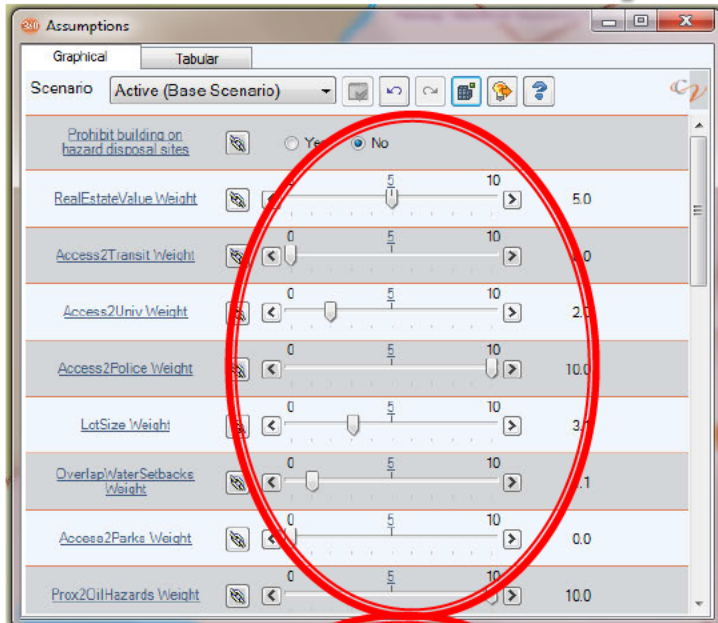 Assumptions
Graphical Tabular
Scenario Active (Base Scenario)
Prohibit building on
hazard disposal sites
No
RealEstateValue Weight 0 5 10 5.0
Access2Transit Weight 0 5 10
Access2Univ Weight 0 5 10
Access2Police Weight 0 5 10 10.0
LotSize Weight 0 5 10
OverlapWaterSetbacks
Weight
0 5 10
Access2Parks Weight 0 5 10 0.0
Prox2OilHazards Weight 0 5 10 10.0